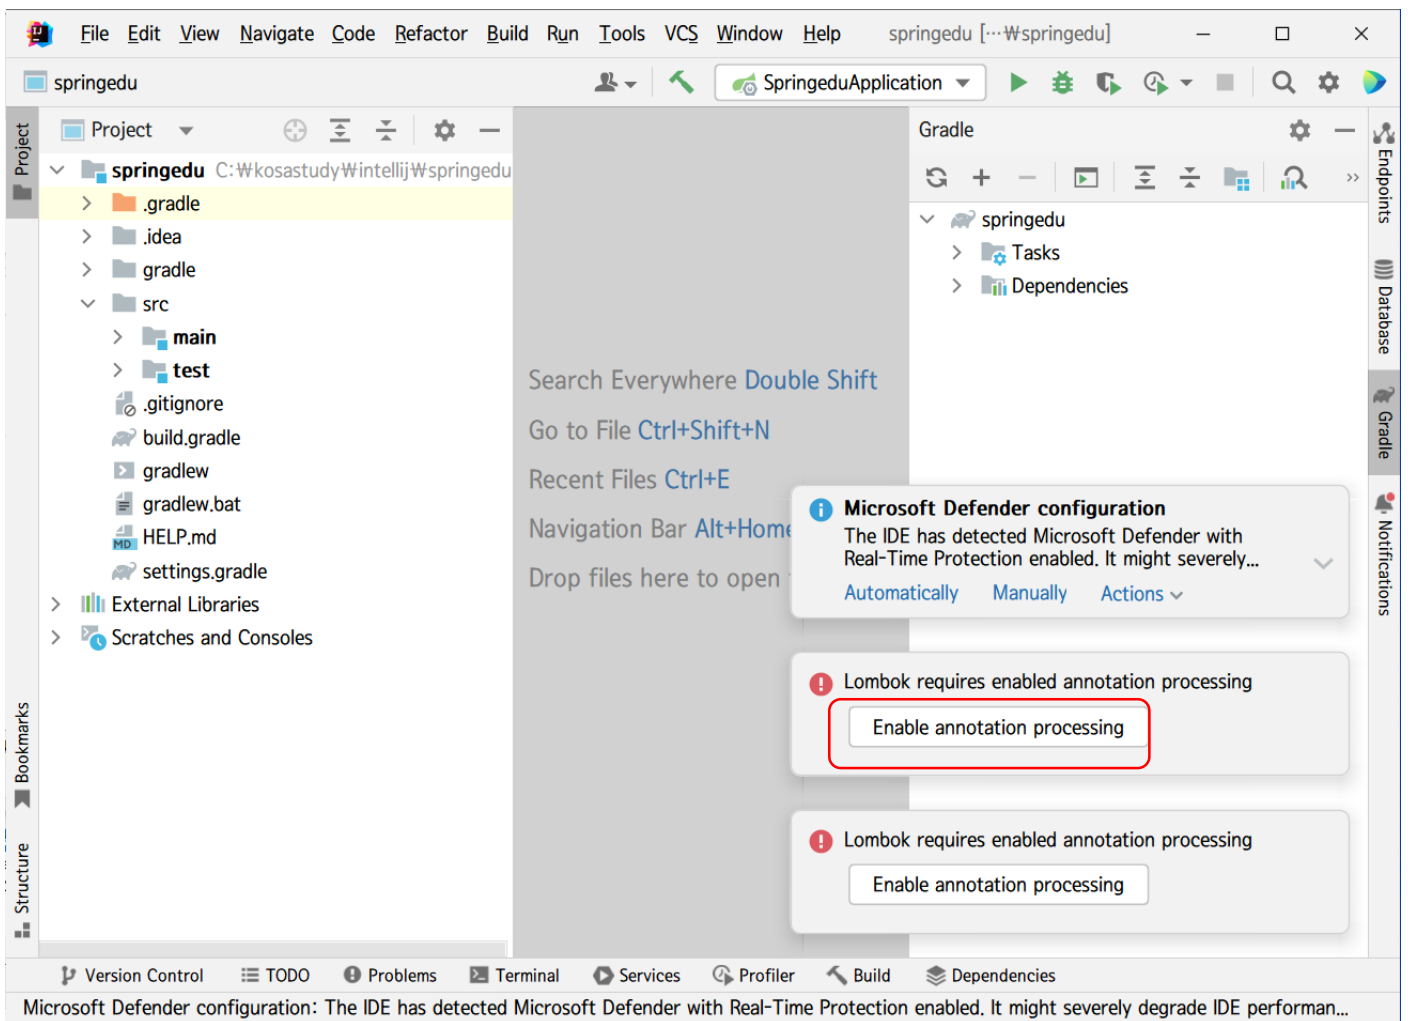 File Edit View Navigate Code Refactor Build Run Tools VCS Window Help springedu […₩springedu]
springedu
SpringeduApplication
Project
Project
springedu C:₩kosastudy₩intellij₩springedu
.gradle
.idea
gradle
src
main
test
.gitignore
build.gradle
gradlew
gradlew.bat
MD HELP.md
settings.gradle
External Libraries
Scratches and Consoles
Bookmarks
Structure
Search Everywhere Double Shift
Go to File Ctrl+Shift+N
Recent Files Ctrl+E
Navigation Bar Alt+Home
Drop files here to open
Gradle
springedu
Tasks
Dependencies
Endpoints
Database
Gradle
Notifications
Microsoft Defender configuration
The IDE has detected Microsoft Defender with
Real-Time Protection enabled. It might severely...
Automatically Manually Actions
Lombok requires enabled annotation processing
Enable annotation processing
Lombok requires enabled annotation processing
Enable annotation processing
Version Control TODO Problems Terminal Services Profiler Build Dependencies
Microsoft Defender configuration: The IDE has detected Microsoft Defender with Real-Time Protection enabled. It might severely degrade IDE performan...